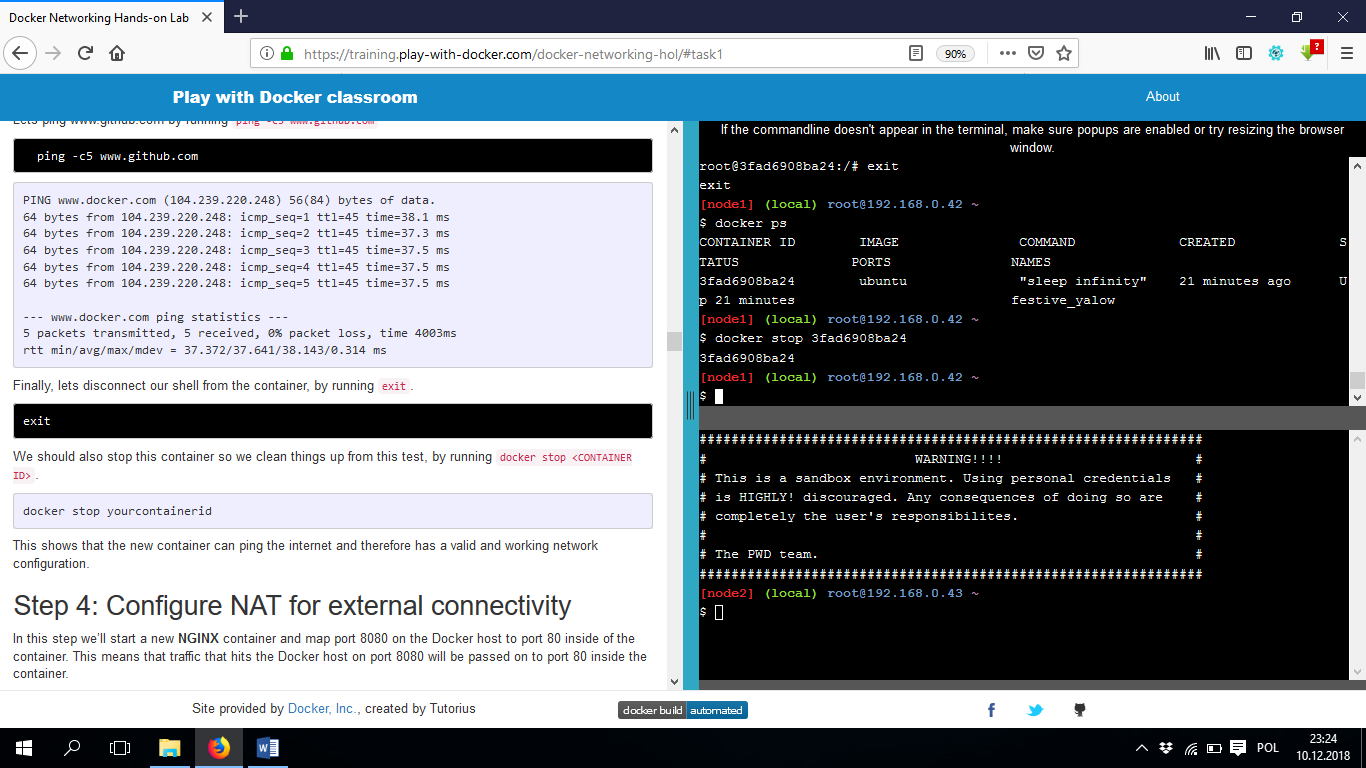 Docker Networking Hands-on Lab
https://training.play-with-docker.com/docker-networking-hol/#task1
90%
?
Play with Docker classroom
About
Lets ping www.github.com by running ping -c5 www.github.com
ping -c5 www.github.com
PING www.docker.com (104.239.220.248) 56(84) bytes of data.
64 bytes from 104.239.220.248: icmp_seq=1 ttl=45 time=38.1 ms
64 bytes from 104.239.220.248: icmp_seq=2 ttl=45 time=37.3 ms
64 bytes from 104.239.220.248: icmp_seq=3 ttl=45 time=37.5 ms
64 bytes from 104.239.220.248: icmp_seq=4 ttl=45 time=37.5 ms
64 bytes from 104.239.220.248: icmp_seq=5 ttl=45 time=37.5 ms
--- www.docker.com ping statistics ---
5 packets transmitted, 5 received, 0% packet loss, time 4003ms
rtt min/avg/max/mdev = 37.372/37.641/38.143/0.314 ms
Finally, lets disconnect our shell from the container, by running exit.
exit
We should also stop this container so we clean things up from this test, by running docker stop <CONTAINER
ID>.
docker stop yourcontainerid
This shows that the new container can ping the internet and therefore has a valid and working network
configuration.
Step 4: Configure NAT for external connectivity
In this step we'll start a new NGINX container and map port 8080 on the Docker host to port 80 inside of the
container. This means that traffic that hits the Docker host on port 8080 will be passed on to port 80 inside the
container.
If the commandline doesn't appear in the terminal, make sure popups are enabled or try resizing the browser
window.
root@3fad6908ba24:/# exit
exit
[node1] (local) root@192.168.0.42 ~
$ docker ps
CONTAINER ID IMAGE COMMAND CREATED S
TATUS PORTS NAMES
3fad6908ba24 ubuntu "sleep infinity" 21 minutes ago U
p 21 minutes festive_yalow
[node1] (local) root@192.168.0.42 ~
$ docker stop 3fad6908ba24
3fad6908ba24
[node1] (local) root@192.168.0.42 ~
$
###############################################################
# WARNING!!!! #
# This is a sandbox environment. Using personal credentials #
# is HIGHLY! discouraged. Any consequences of doing so are #
# completely the user's responsibilites. #
# #
# The PWD team. #
###############################################################
[node2] (local) root@192.168.0.43 ~
$
Site provided by Docker, Inc., created by Tutorius
docker build automated
POL
23:24
10.12.2018